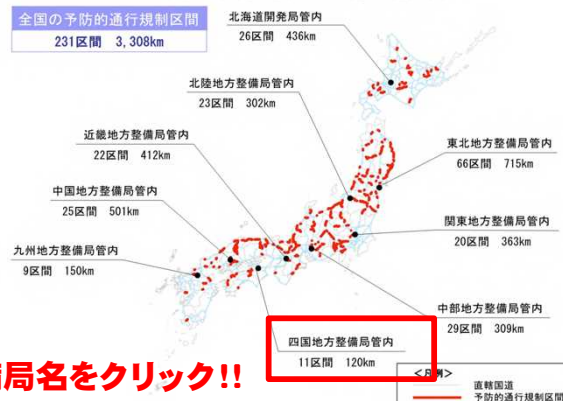 全国の予防的通行規制区間
231区間 3,308km
北海道開発局管内
26区間 436km
北陸地方整備局管内
23区間 302km
近畿地方整備局管内
22区間 412km
東北地方整備局管内
66区間 715km
中国地方整備局管内
25区間 501km
関東地方整備局管内
20区間 363km
九州地方整備局管内
9区間 150km
中部地方整備局管内
29区間 309km
四国地方整備局管内
11区間 120km
備局名をクリック!!
<凡例>
直轄国道
予防的通行規制区間